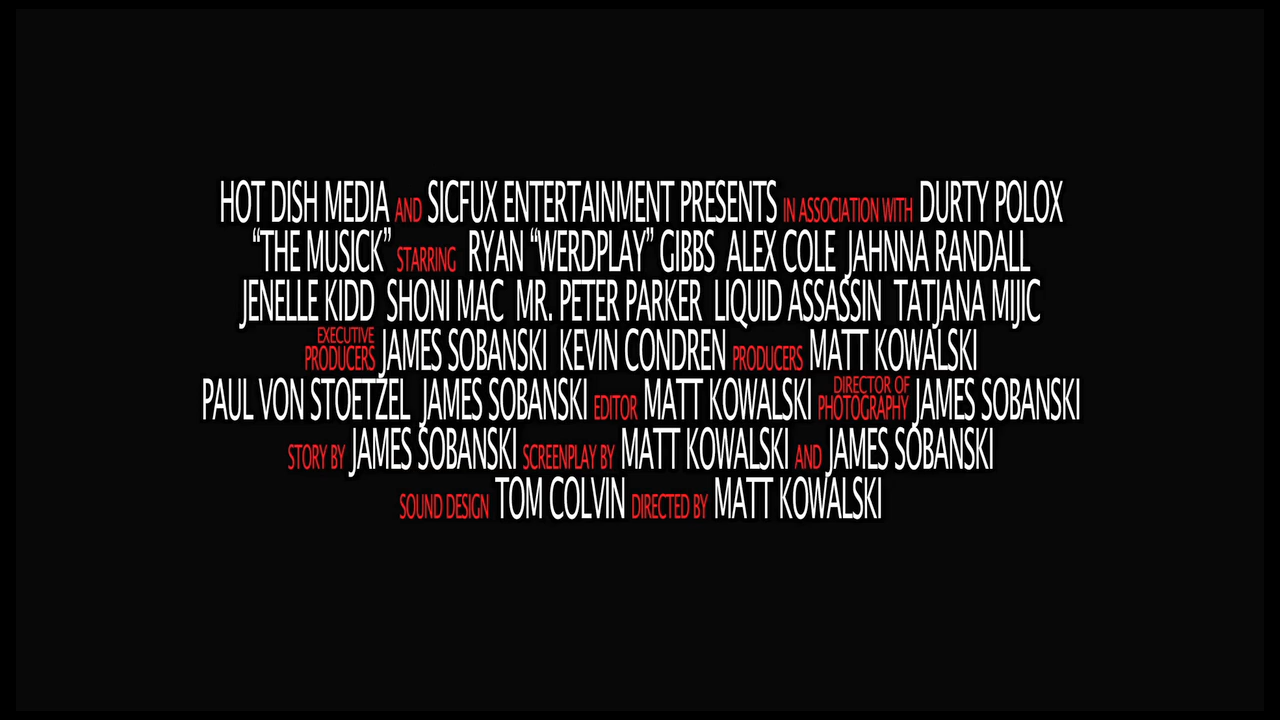 HOT DISH MEDIA AND SICFUX ENTERTAINMENT PRESENTS IN ASSOCIATION WITH DURTY POLOX
“THE MUSICK” STARRING RYAN “WERDPLAY” GIBBS ALEX COLE JAHNNA RANDALL
JENELLE KIDD SHONI MAC MR. PETER PARKER LIQUID ASSASSIN TATJANA MIJIC
EXECUTIVE PRODUCERS JAMES SOBANSKI KEVIN CONDREN PRODUCERS MATT KOWALSKI
PAUL VON STOETZEL JAMES SOBANSKI EDITOR MATT KOWALSKI DIRECTOR OF PHOTOGRAPHY JAMES SOBANSKI
STORY BY JAMES SOBANSKI SCREENPLAY BY MATT KOWALSKI AND JAMES SOBANSKI
SOUND DESIGN TOM COLVIN DIRECTED BY MATT KOWALSKI